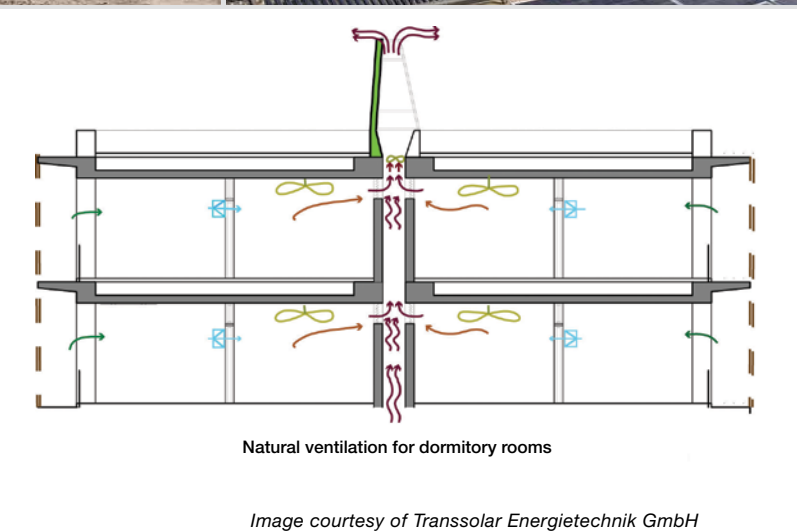 Natural ventilation for dormitory rooms
Image courtesy of Transsolar Energietechnik GmbH